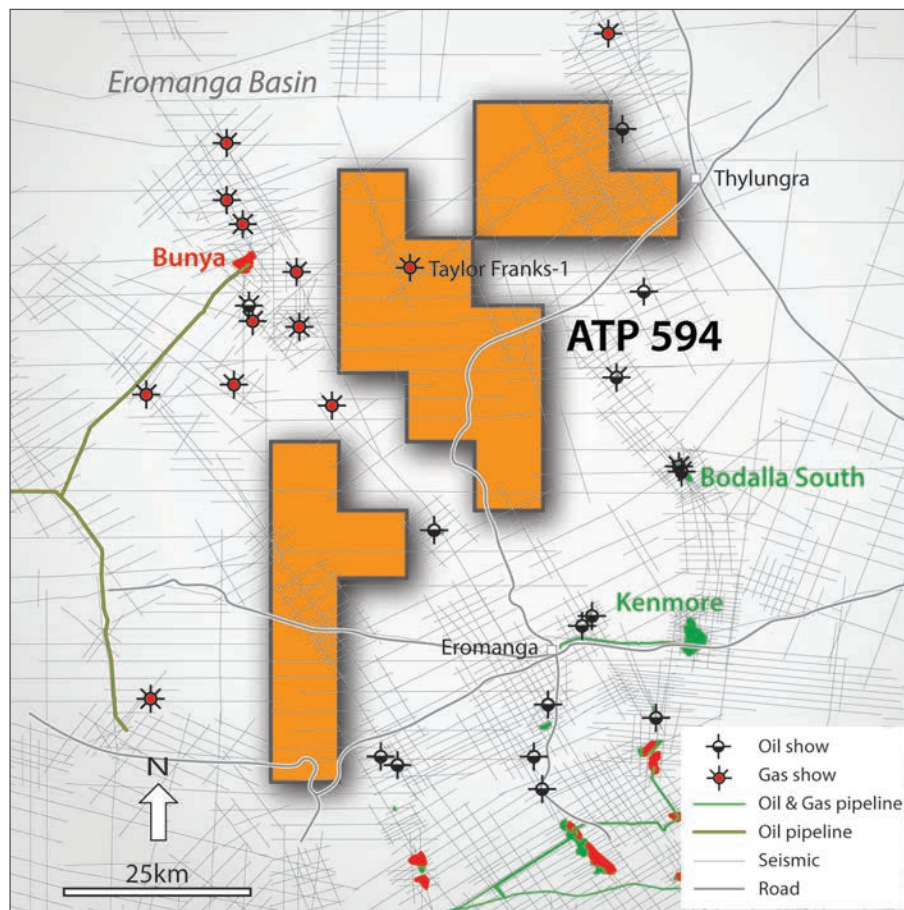 Eromanga Basin
Thylungra
Bunya
Taylor Franks-1
ATP 594
Bodalla South
Kenmore
Eromanga
N
25km
Oil show
Gas show
Oil & Gas pipeline
Oil pipeline
Seismic
Road